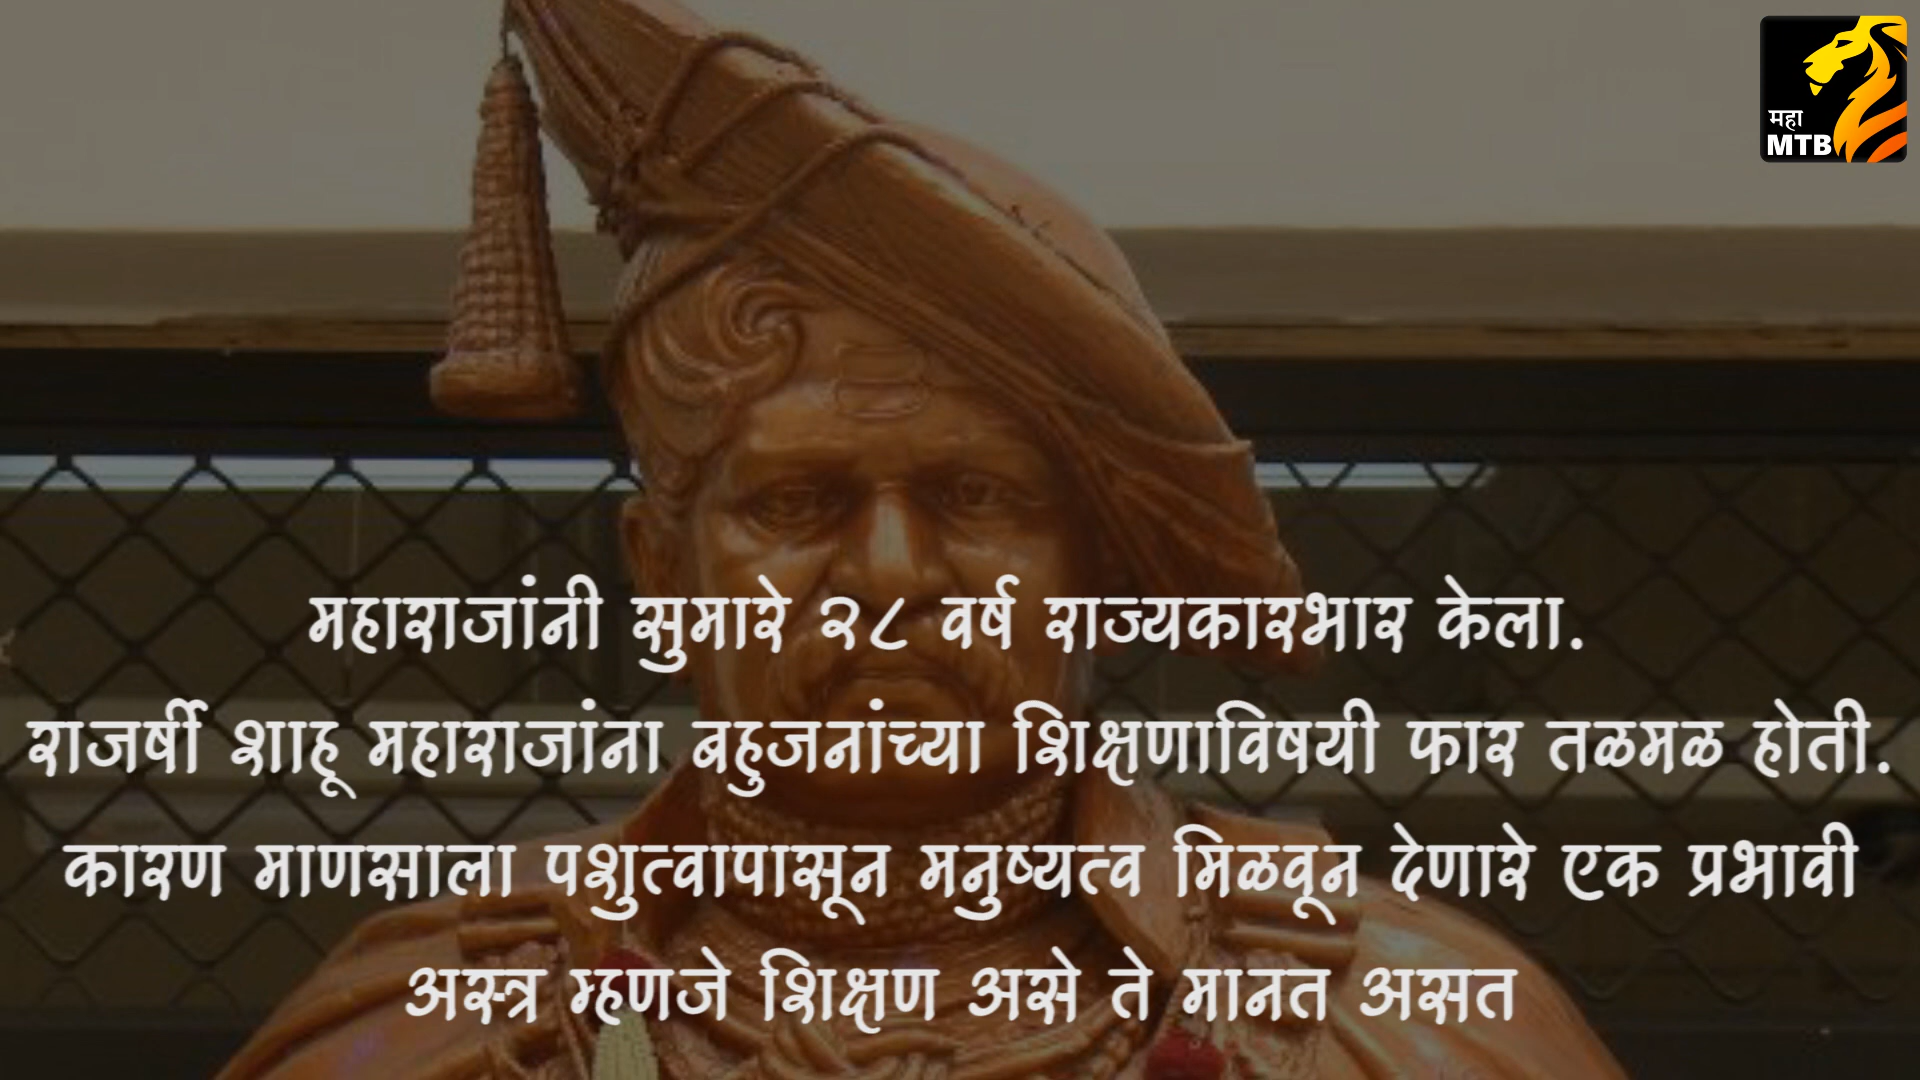 महा
MTB
महाराजांनी सुमारे २८ वर्ष राज्यकारभार केला.
राजर्षी शाहू महाराजांना बहुजनांच्या शिक्षणाविषयी फार तळमळ होती.
कारण माणसाला पशुत्वापासून मनुष्यत्व मिळवून देणारे एक प्रभावी
अस्त्र म्हणजे शिक्षण असे ते मानत असत